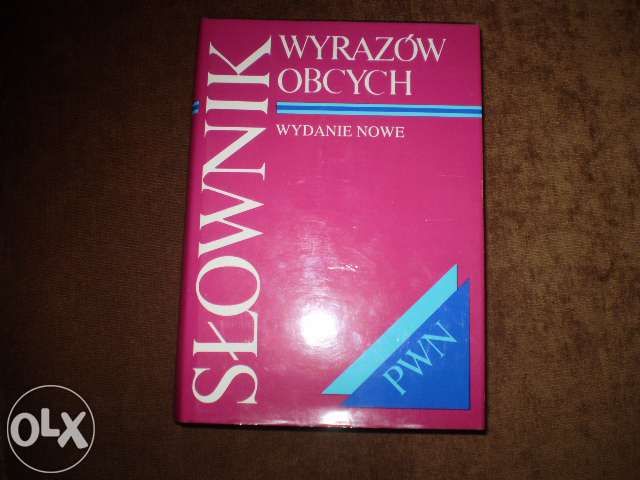 SŁOWNIK
WYRAZÓW
OBCYCH
WYDANIE NOWE
PWN
OLX